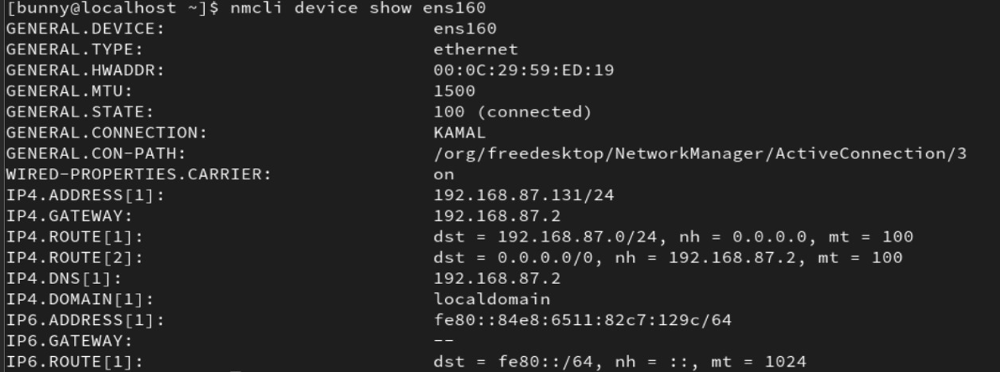 [bunny@localhost ~]$ nmcli device show ens160
GENERAL.DEVICE: ens160
GENERAL.TYPE: ethernet
GENERAL.HWADDR: 00:0C:29:59:ED:19
GENERAL.MTU: 1500
GENERAL.STATE: 100 (connected)
GENERAL.CONNECTION: KAMAL
GENERAL.CON-PATH: /org/freedesktop/NetworkManager/ActiveConnection/3
WIRED-PROPERTIES.CARRIER: on
IP4.ADDRESS[1]: 192.168.87.131/24
IP4.GATEWAY: 192.168.87.2
IP4.ROUTE[1]: dst = 192.168.87.0/24, nh = 0.0.0.0, mt = 100
IP4.ROUTE[2]: dst = 0.0.0.0/0, nh = 192.168.87.2, mt = 100
IP4.DNS[1]: 192.168.87.2
IP4.DOMAIN[1]: localdomain
IP6.ADDRESS[1]: fe80::84e8:6511:82c7:129c/64
IP6.GATEWAY: --
IP6.ROUTE[1]: dst = fe80::/64, nh = ::, mt = 1024